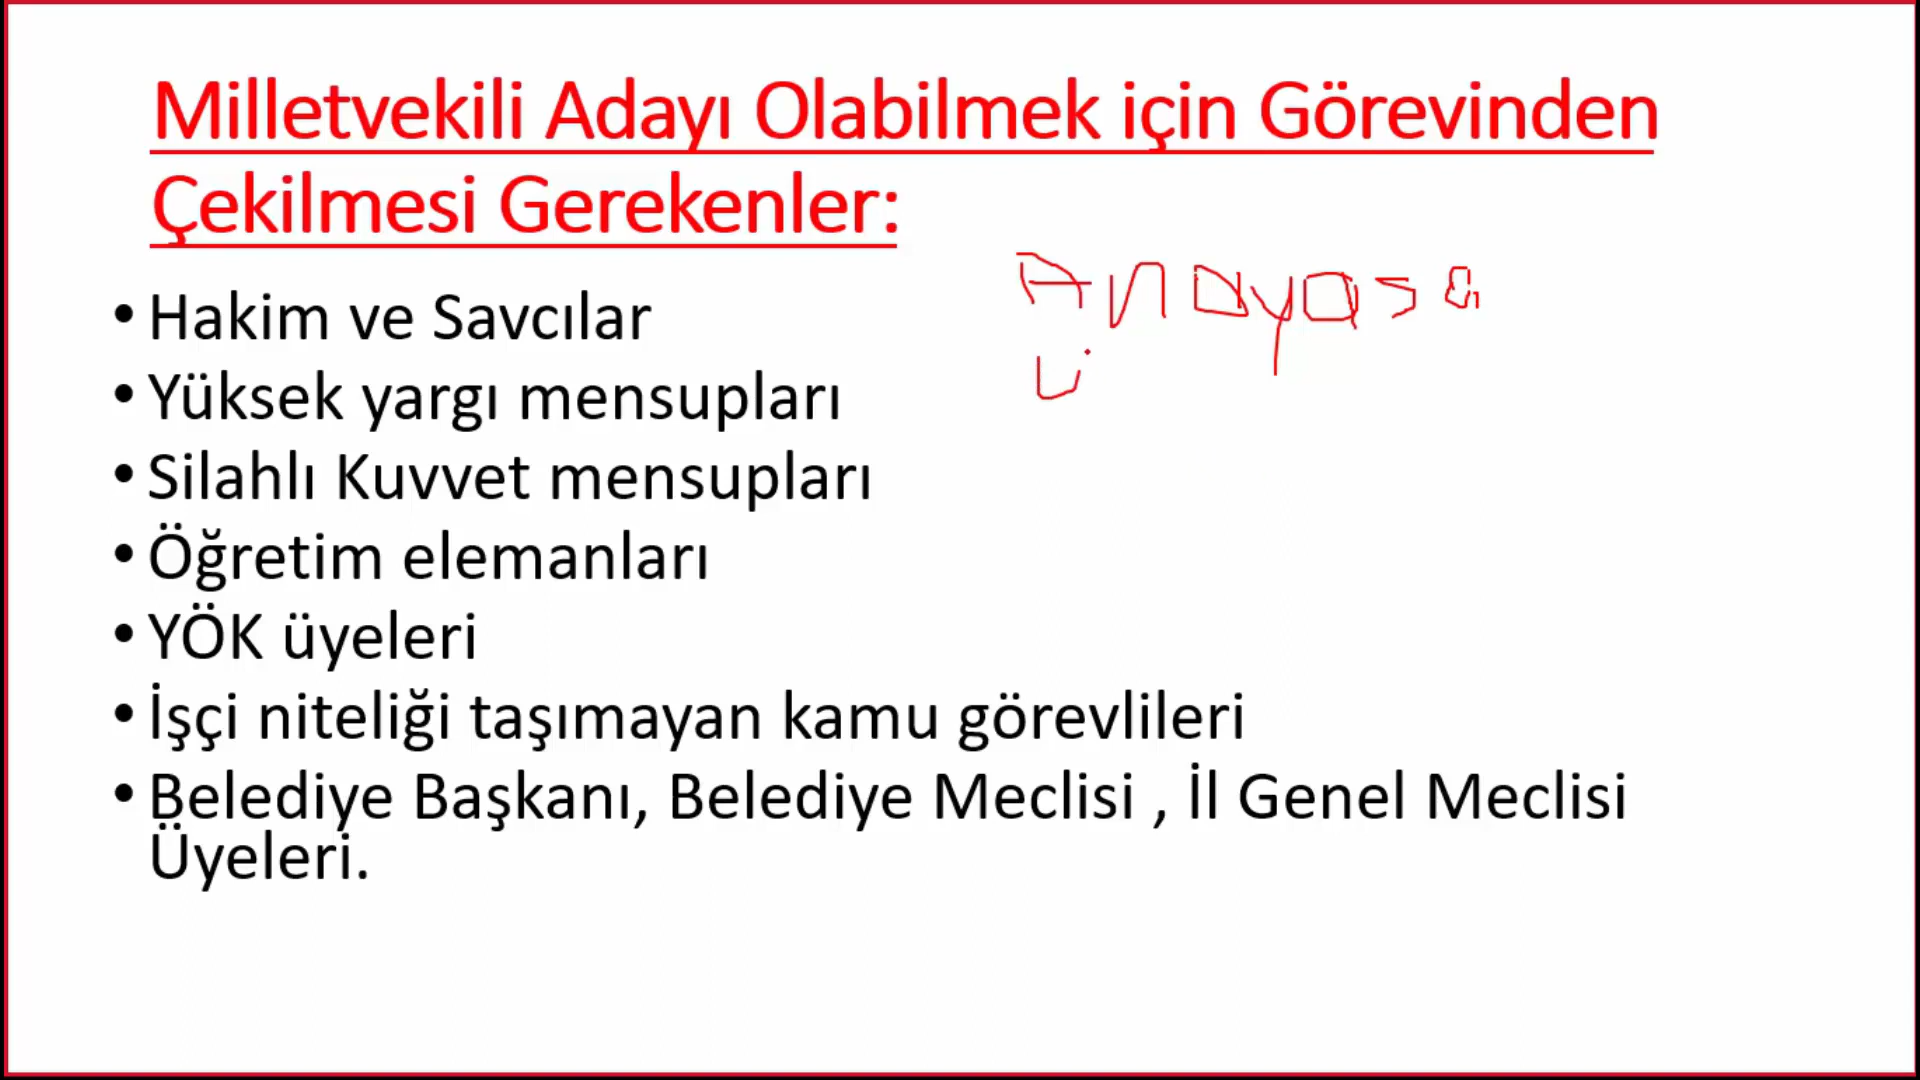 Milletvekili Adayı Olabilmek için Görevinden
Çekilmesi Gerekenler:
Anayasa
• Hakim ve Savcılar
• Yüksek yargı mensupları
• Silahlı Kuvvet mensupları
• Öğretim elemanları
• YÖK üyeleri
• İşçi niteliği taşımayan kamu görevlileri
• Belediye Başkanı, Belediye Meclisi , İl Genel Meclisi
Üyeleri.